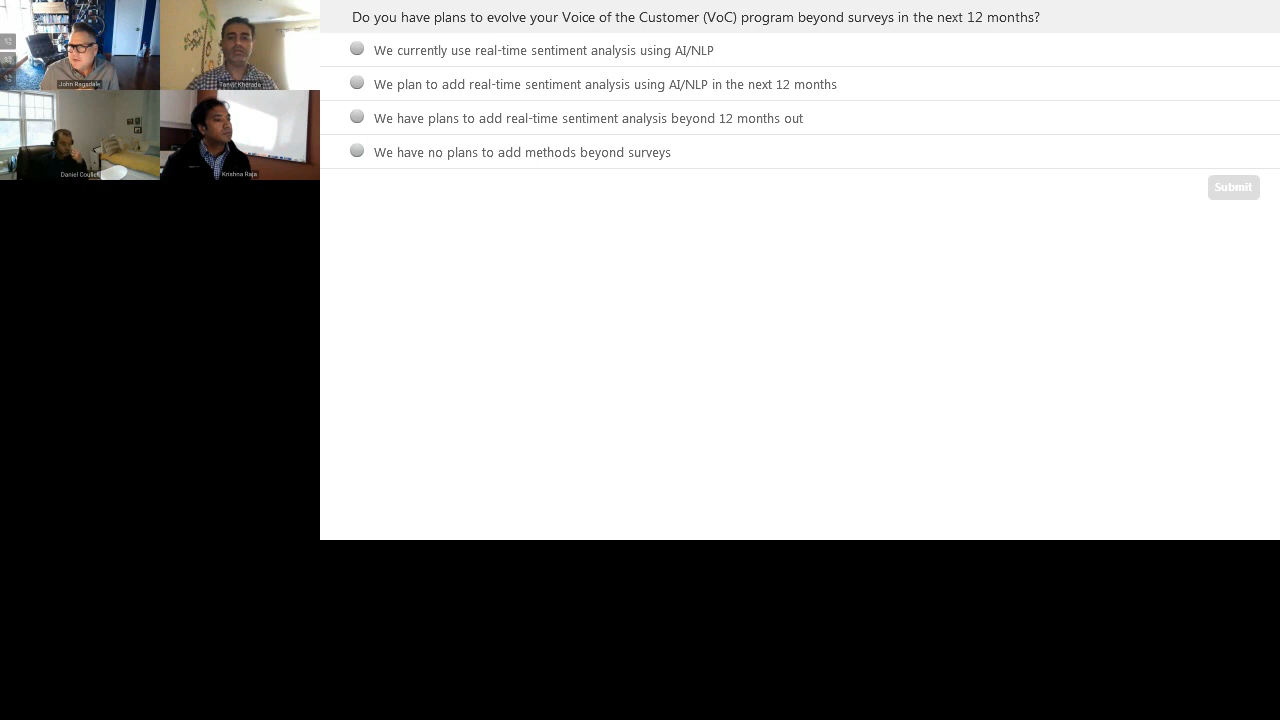 John Ragsdale
Krishna Raja
Do you have plans to move your Voice of the Customer (VoC) program beyond surveys in the next 12 months?
We currently use real-time sentiment analysis using AI/NLP
We plan to add real-time sentiment analysis using AI/NLP in the next 12 months
We have plans to add real-time sentiment analysis beyond 12 months out
We have no plans to add methods beyond surveys
Submit